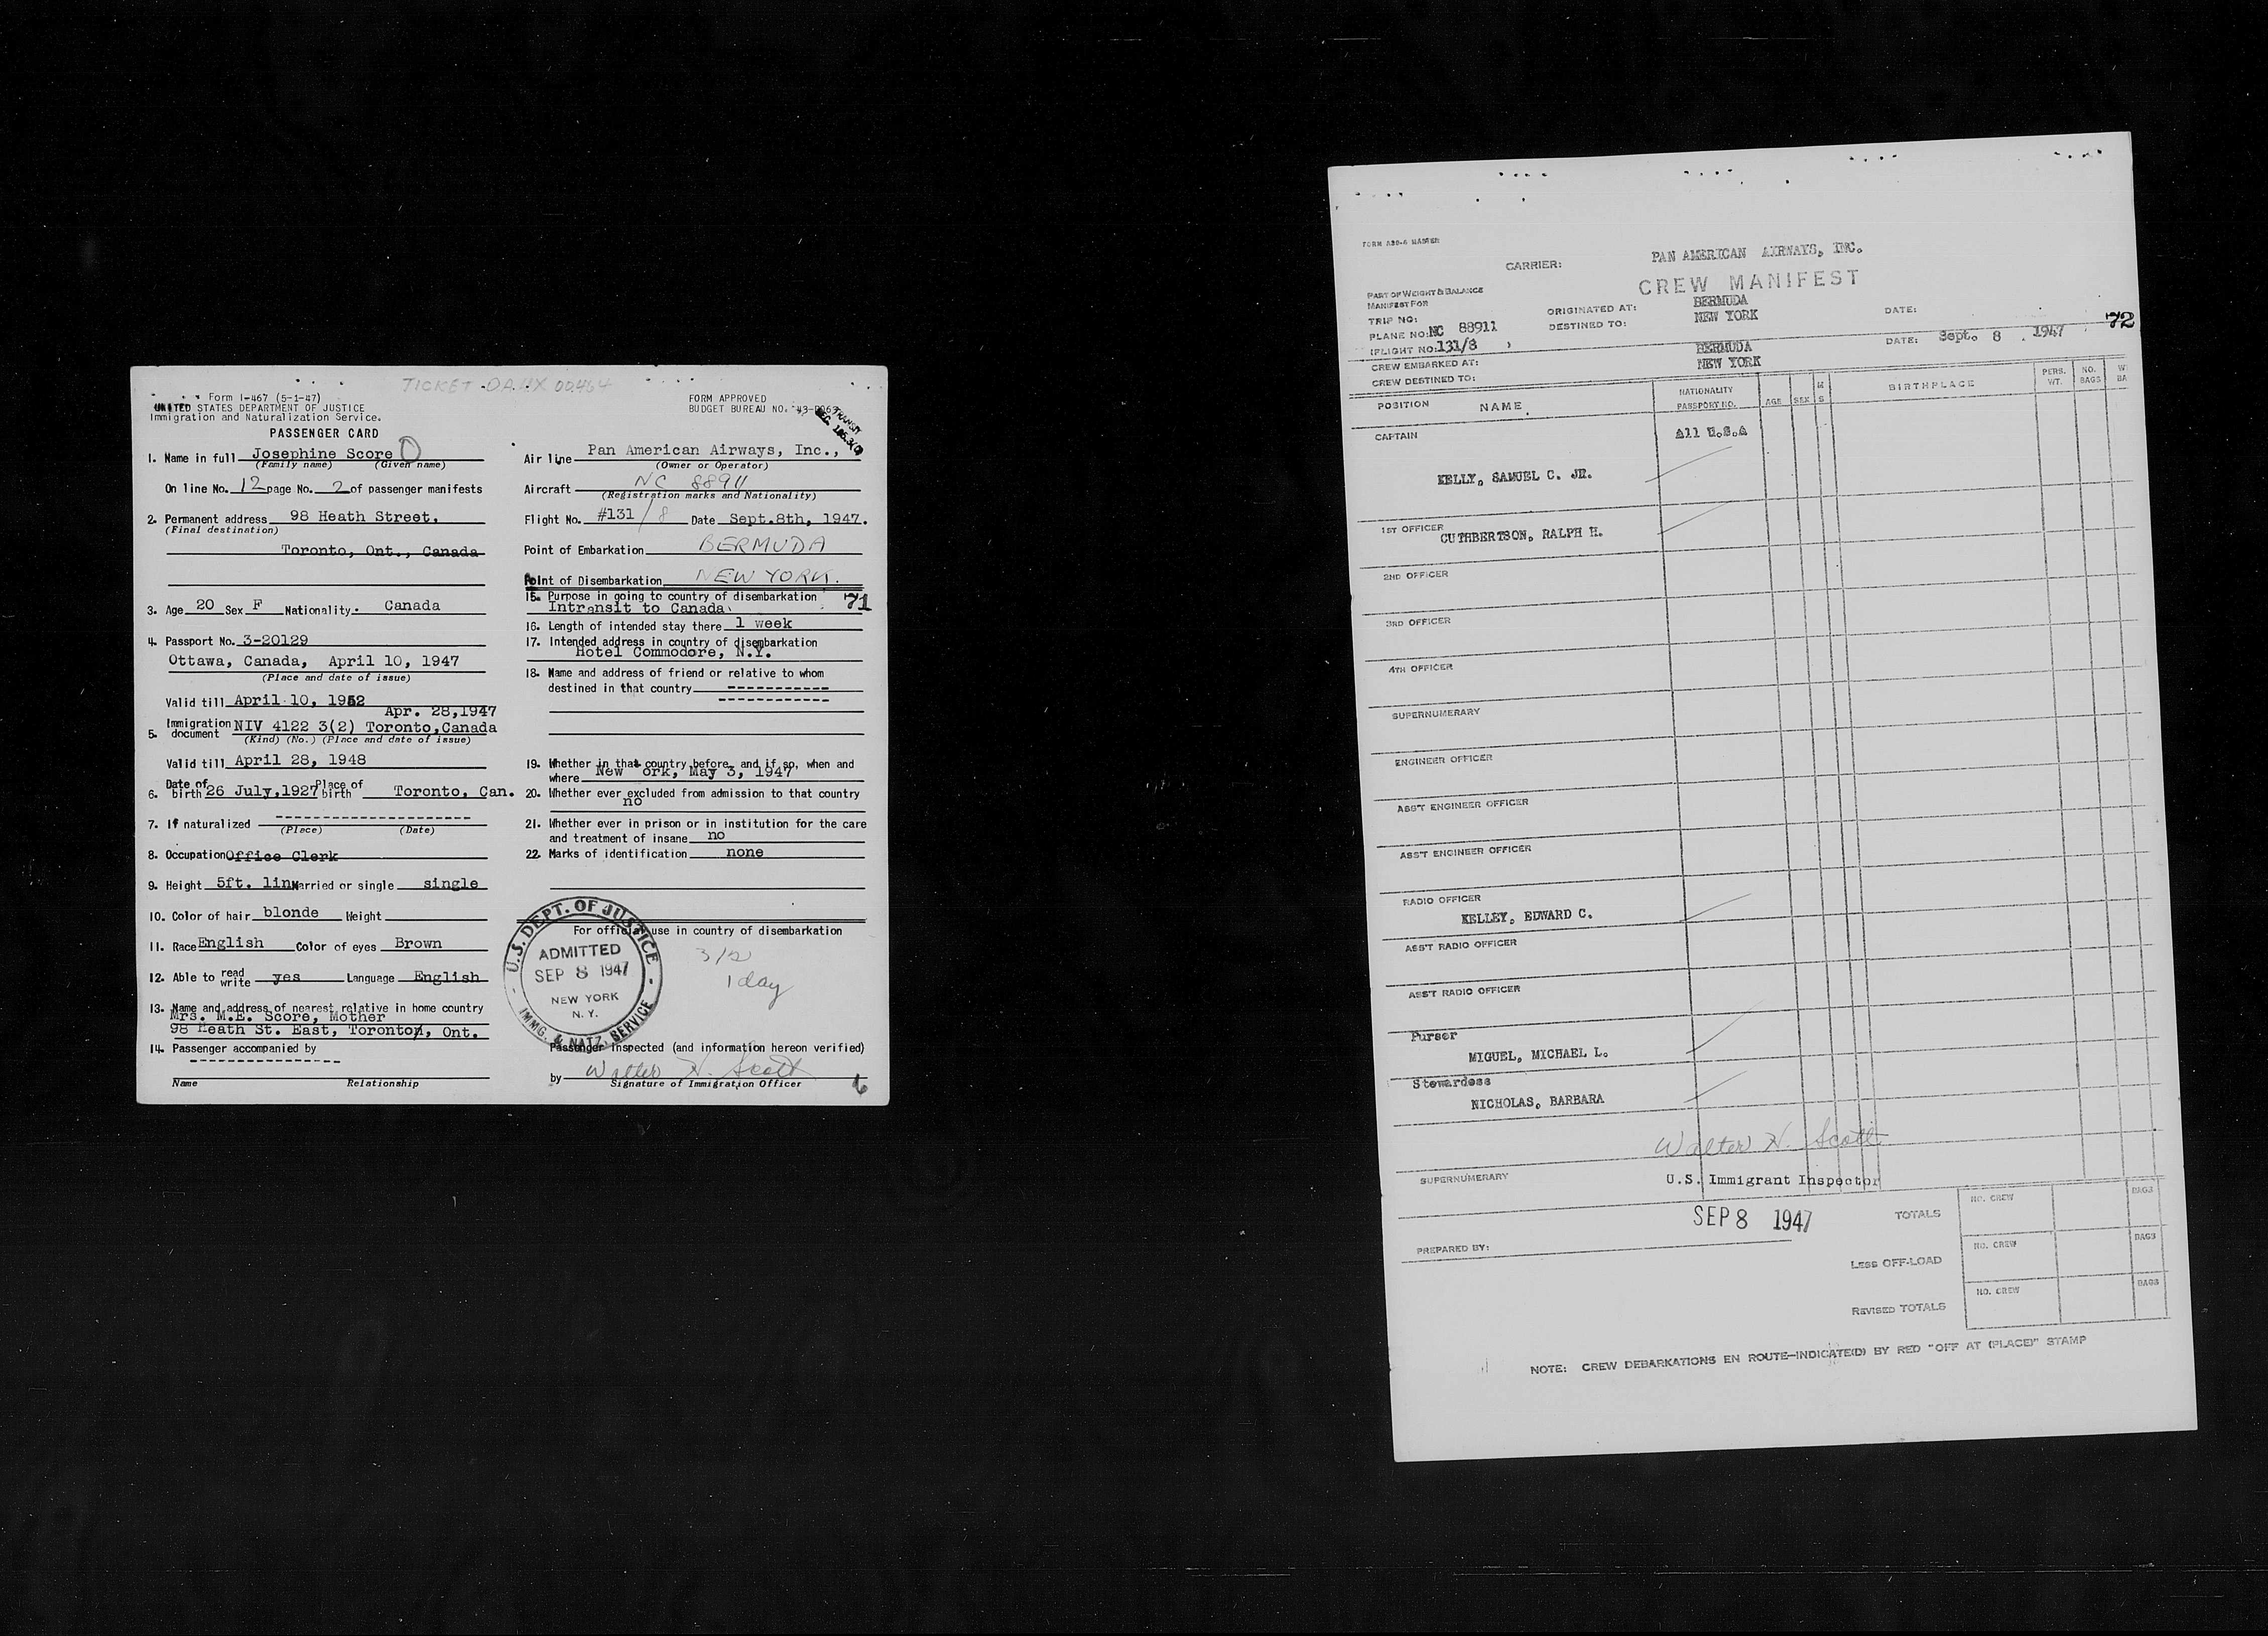 TICKET
Form I-467 (5-1-47)
UNITED STATES DEPARTMENT OF JUSTICE
Immigration and Naturalization Service.
PASSENGER CARD
1. Name in full Josephine Score
(Family name) (Given name)
On line No. 12 page No. 2 of passenger manifests
2. Permanent address 98 Heath Street,
(Final destination)
Toronto, Ont., Canada
3. Age 20 Sex F Nationality Canada
4. Passport No. 3-20129
Ottawa, Canada, April 10, 1947
(Place and date of issue)
Valid till April 10, 1952
Apr. 28,1947
5. Immigration document NIV 4122 3(2) Toronto,Canada
(Kind) (No.) (Place and date of issue)
Valid till April 28, 1948
6. Date of birth 26 July,1927 Place of birth Toronto, Can.
7. If naturalized --------------------
(Place) (Date)
8. Occupation Office Clerk
9. Height 5ft. 1in Married or single single
10. Color of hair blonde Weight
11. Race English Color of eyes Brown
12. Able to read write yes Language English
13. Name and address of nearest relative in home country
Mrs. M.E. Score, Mother
98 Heath St. East, Toronto, Ont.
14. Passenger accompanied by
--------------------
Name Relationship
FORM APPROVED
BUDGET BUREAU NO.
Air line Pan American Airways, Inc.,
(Owner or Operator)
Aircraft NC 88911
(Registration marks and Nationality)
Flight No. #131/8 Date Sept.8th, 1947.
Point of Embarkation BERMUDA
Point of Disembarkation NEW YORK.
15. Purpose in going to country of disembarkation
Intransit to Canada 71
16. Length of intended stay there 1 week
17. Intended address in country of disembarkation
Hotel Commodore, N.Y.
18. Name and address of friend or relative to whom
destined in that country -----------
-----------
19. Whether in that country before, and if so, when and
where New ork, May 3, 1947
20. Whether ever excluded from admission to that country
no
21. Whether ever in prison or in institution for the care
and treatment of insane no
22. Marks of identification none
For official use in country of disembarkation
3/2
1 day
U.S. DEPT. OF JUSTICE
ADMITTED
SEP 8 1947
NEW YORK
N. Y.
IMMG. & NATZ. SERVICE
Passenger Inspected (and information hereon verified)
by Walter H. Scott
Signature of Immigration Officer
6
FORM A30-A MASTER
CARRIER: PAN AMERICAN AIRWAYS, INC.
CREW MANIFEST
PART OF WEIGHT & BALANCE
MANIFEST FOR
TRIP NO:
ORIGINATED AT: BERMUDA DATE:
PLANE NO: NC 88911 DESTINED TO: NEW YORK 72
(FLIGHT NO: 131/8 ) DATE: Sept. 8 . 1947
CREW EMBARKED AT: BERMUDA
CREW DESTINED TO: NEW YORK
POSITION NAME NATIONALITY PASSPORT NO. AGE SEX M S BIRTHPLACE PERS. WT. NO. BAGS W BA
CAPTAIN All U.S.A
KELLY, SAMUEL C. JR.
1ST OFFICER
CUTHBERTSON, RALPH H.
2ND OFFICER
3RD OFFICER
4TH OFFICER
SUPERNUMERARY
ENGINEER OFFICER
ASS'T ENGINEER OFFICER
ASS'T ENGINEER OFFICER
RADIO OFFICER
KELLEY, EDWARD C.
ASS'T RADIO OFFICER
ASS'T RADIO OFFICER
Purser
MIGUEL, MICHAEL L.
Stewardess
NICHOLAS, BARBARA
Walter H. Scott
SUPERNUMERARY U.S. Immigrant Inspector
SEP 8 1947
TOTALS NO. CREW BAGS
PREPARED BY:
LESS OFF-LOAD NO. CREW BAGS
REVISED TOTALS NO. CREW BAGS
NOTE: CREW DEBARKATIONS EN ROUTE—INDICATE(D) BY RED "OFF AT (PLACE)" STAMP